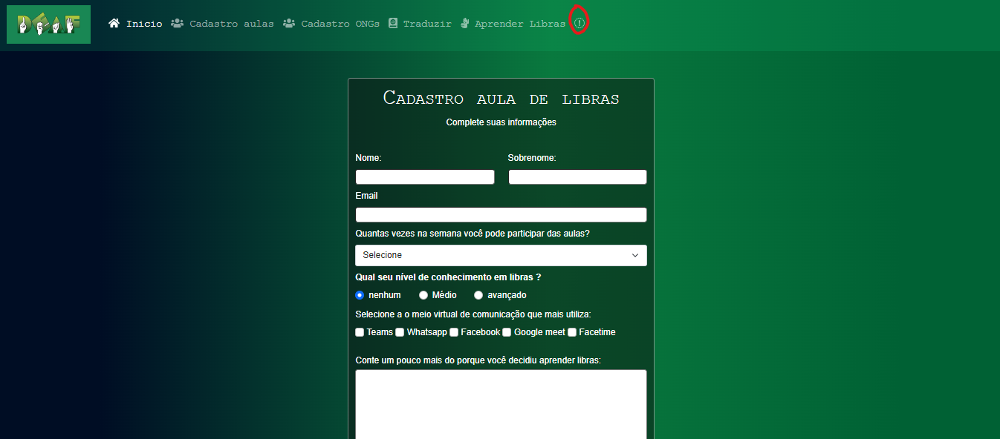 DEAF
Inicio Cadastro aulas Cadastro ONGs Traduzir Aprender Libras
Cadastro aula de libras
Complete suas informações
Nome: Sobrenome:
Email
Quantas vezes na semana você pode participar das aulas?
Selecione
Qual seu nível de conhecimento em libras ?
nenhum Médio avançado
Selecione a o meio virtual de comunicação que mais utiliza:
Teams Whatsapp Facebook Google meet Facetime
Conte um pouco mais do porque você decidiu aprender libras: